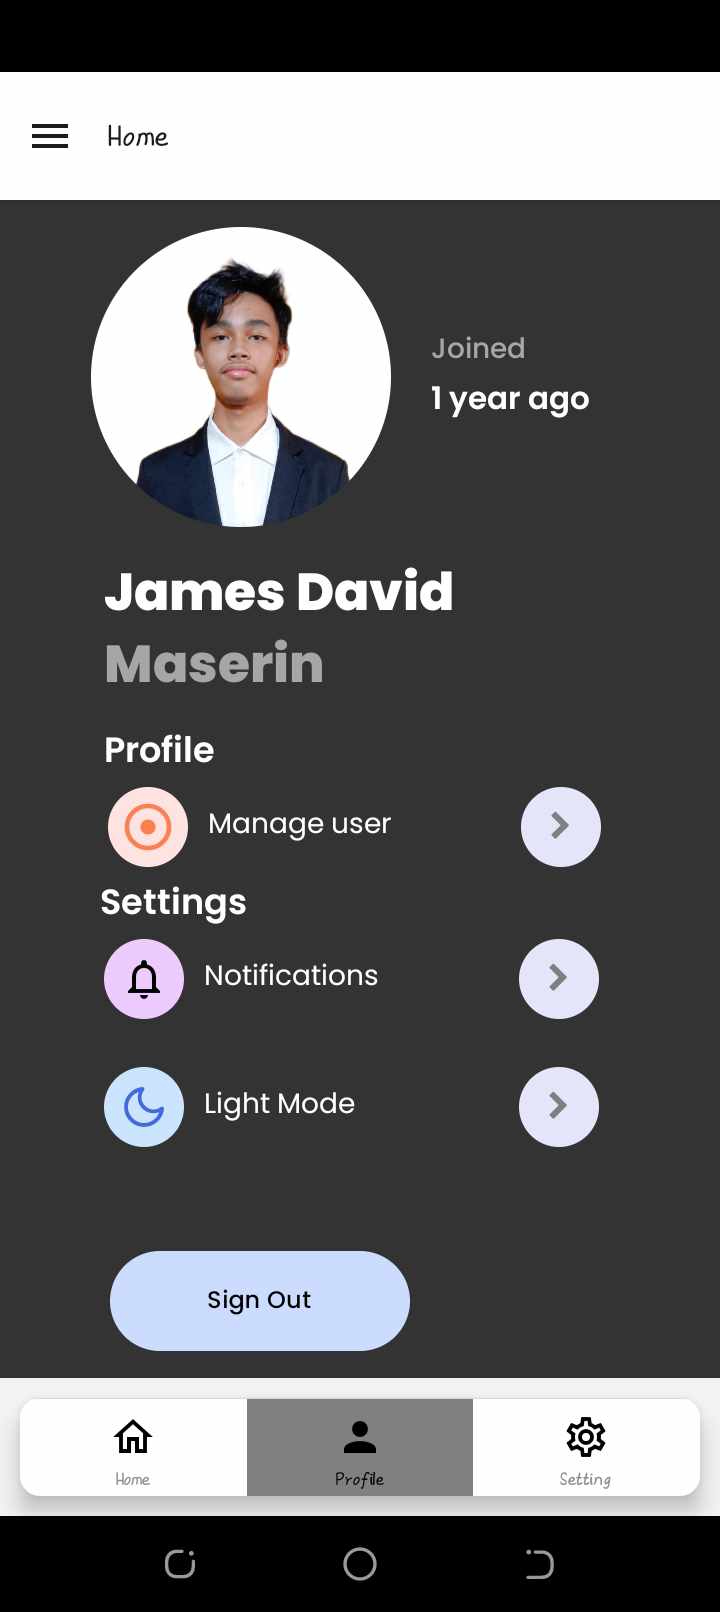 Home
Joined
1 year ago
James David
Maserin
Profile
Manage user
Settings
Notifications
Light Mode
Sign Out
Home
Profile
Setting